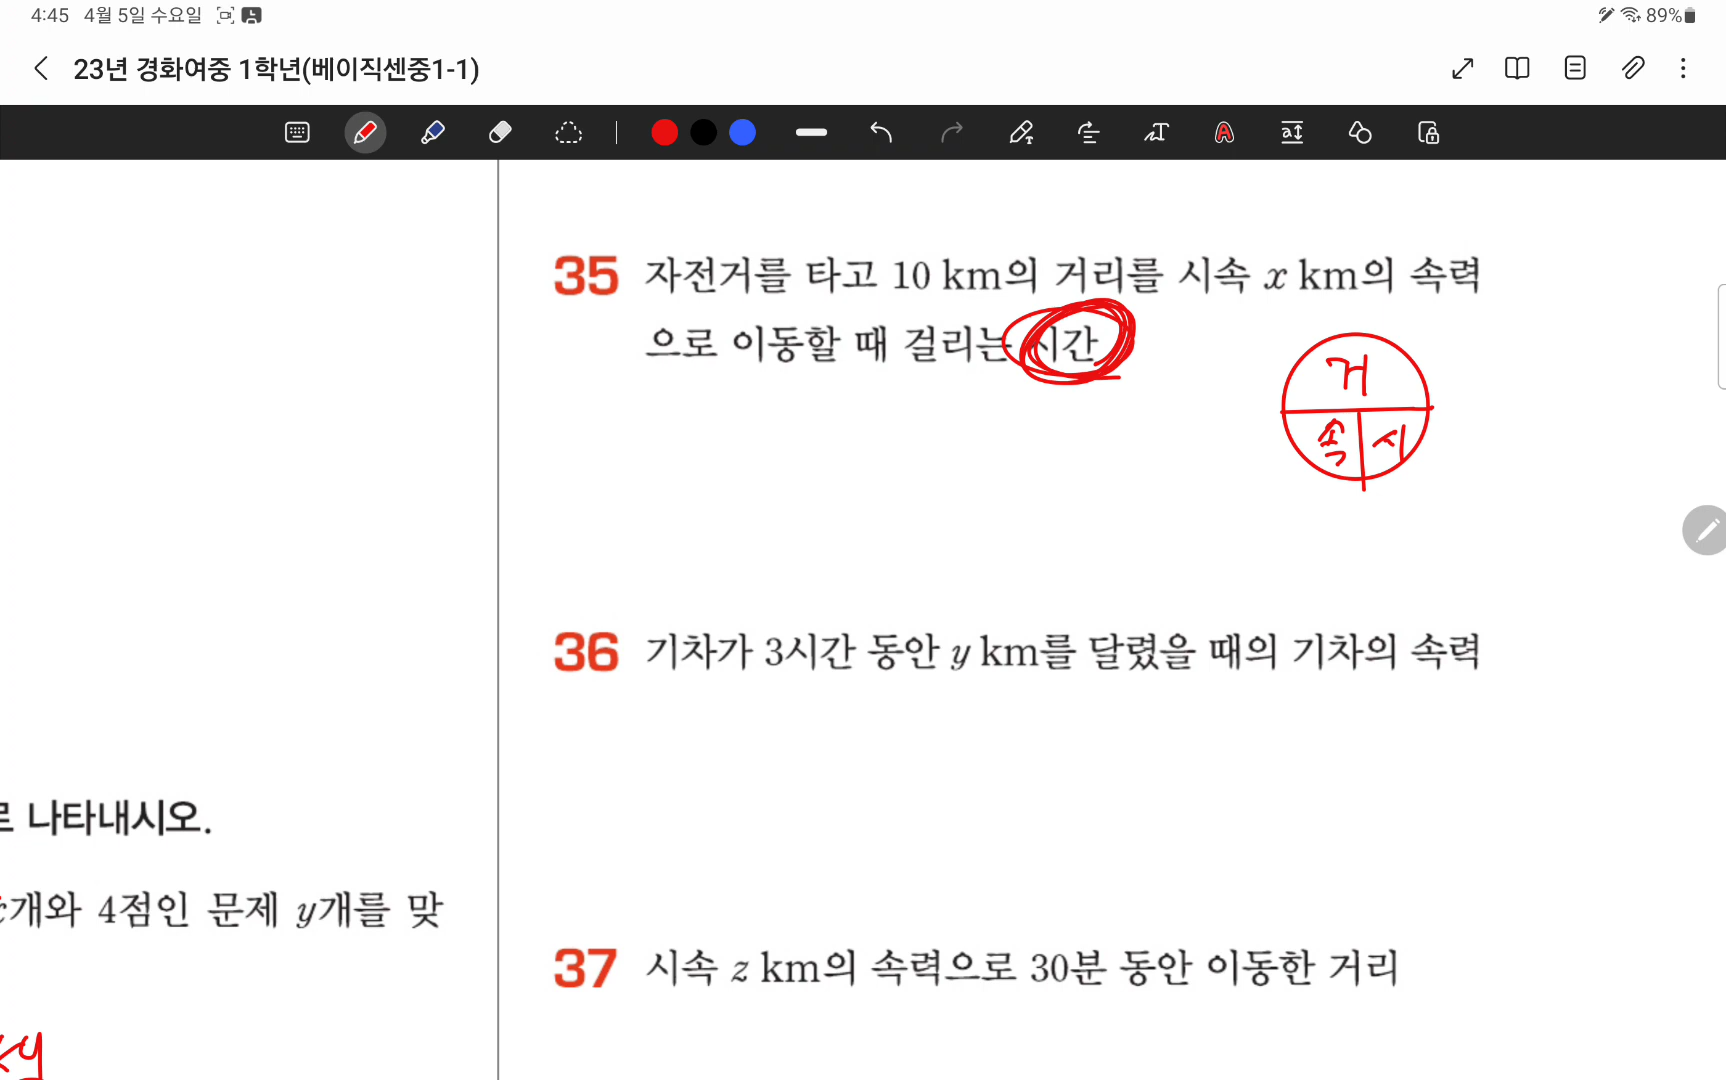 4:45 4월 5일 수요일
89%
23년 경화여중 1학년(베이직쎈중1-1)
로 나타내시오.
개와 4점인 문제 y개를 맞
35 자전거를 타고 10 km의 거리를 시속 x km의 속력
으로 이동할 때 걸리는 시간
거
속 시
36 기차가 3시간 동안 y km를 달렸을 때의 기차의 속력
37 시속 z km의 속력으로 30분 동안 이동한 거리